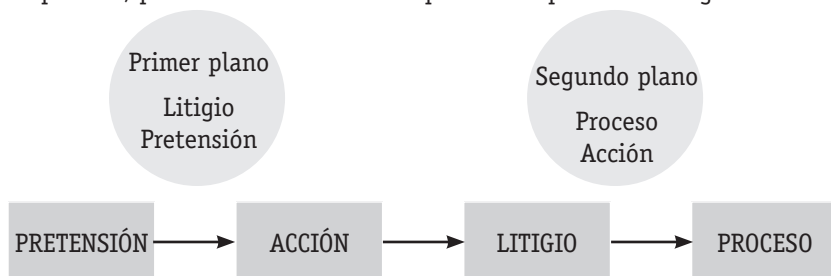 Primer plano
Litigio
Pretensión
Segundo plano
Proceso
Acción
PRETENSIÓN
ACCIÓN
LITIGIO
PROCESO